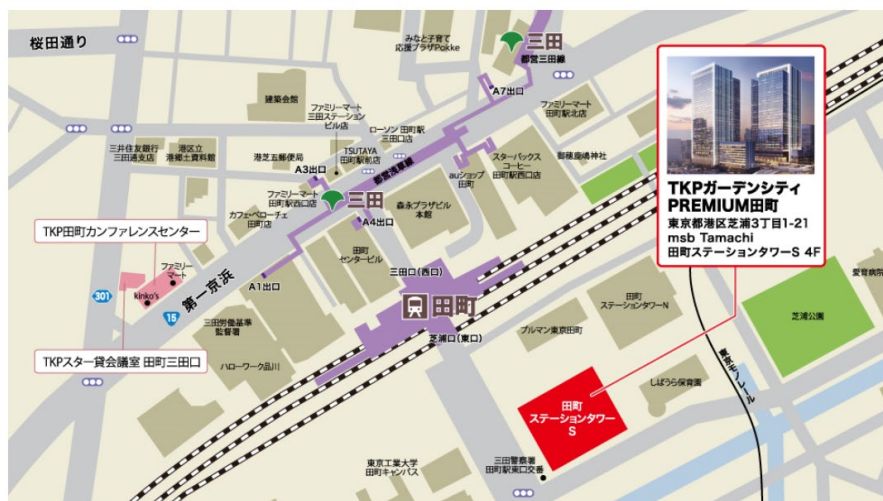 桜田通り
みなと子育て
応援プラザPokke
三田
都営三田線
建築会館
A7出口
ファミリーマート
三田ステーション
ビル店
ファミリーマート
田町駅北店
ローソン 田町駅
三田口店
三井住友銀行
三田通支店
港区立
港郷土資料館
港芝五郵便局
TSUTAYA
田町駅前店
都営浅草線
スターバックス
コーヒー
田町駅西口店
御穂鹿嶋神社
auショップ
田町
A3出口
ファミリーマート
田町駅西口店
三田
カフェ・ベローチェ
田町店
A4出口
森永プラザビル
本館
TKP田町カンファレンスセンター
田町
センタービル
ファミリー
マート
kinko's
301
15
第一京浜
A1出口
三田口(西口)
田町
芝浦口(東口)
三田労働基準
監督署
ハローワーク品川
TKPスター貸会議室 田町三田口
田町
ステーションタワーN
プルマン東京田町
TKPガーデンシティ
PREMIUM田町
東京都港区芝浦3丁目1-21
msb Tamachi
田町ステーションタワーS 4F
愛育病院
芝浦公園
東京モノレール
しばうら保育園
田町
ステーションタワー
S
東京工業大学
田町キャンパス
三田警察署
田町駅東口交番